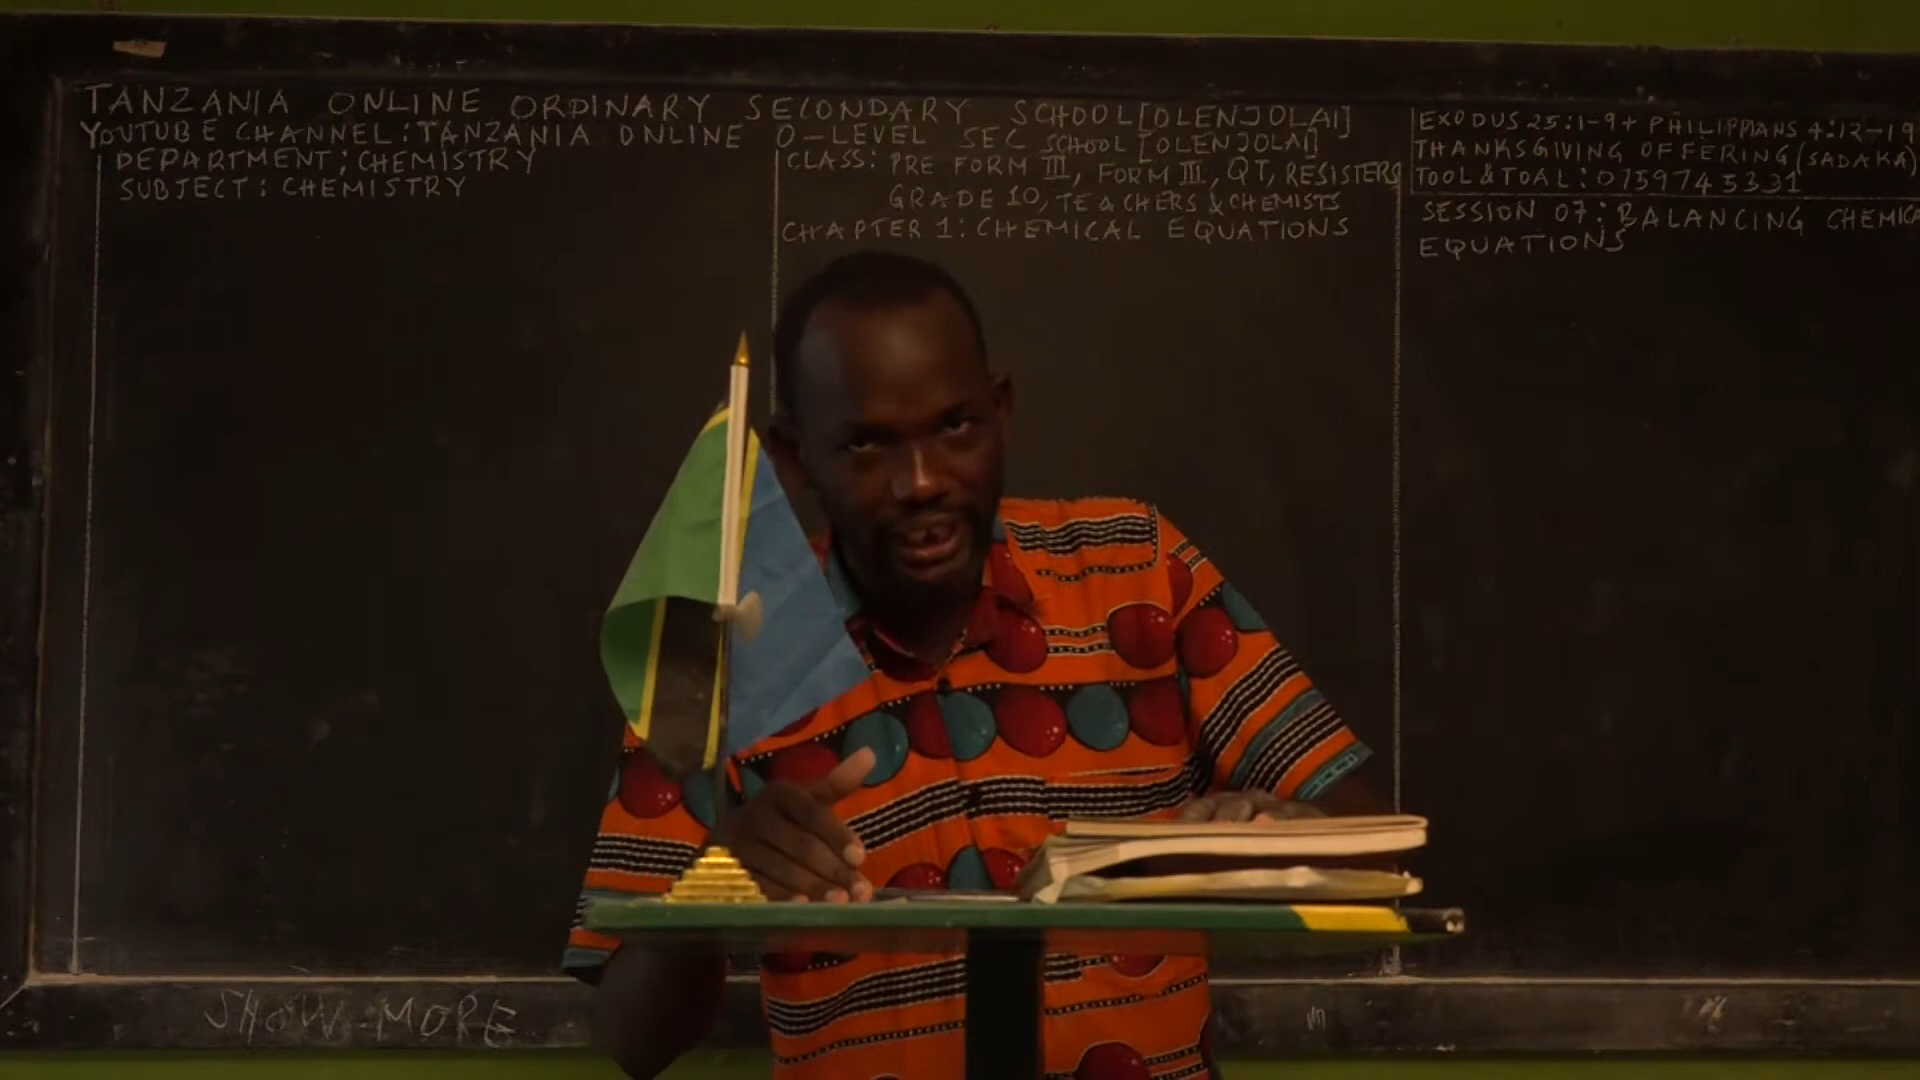 TANZANIA ONLINE ORDINARY SECONDARY SCHOOL[OLENJOLAI]
YOUTUBE CHANNEL: TANZANIA ONLINE O-LEVEL SEC SCHOOL [OLENJOLAI]
DEPARTMENT; CHEMISTRY
SUBJECT: CHEMISTRY
CLASS: PRE FORM III, FORM III, QT, RESISTERS
GRADE 10, TEACHERS & CHEMISTS
CHAPTER 1: CHEMICAL EQUATIONS
EXODUS 25:1-9+ PHILIPPIANS 4:12-19
THANKSGIVING OFFERING (SADAKA)
TOOL & TOAL: 0759745331
SESSION 07: BALANCING CHEMICA
EQUATIONS
SHOW MORE